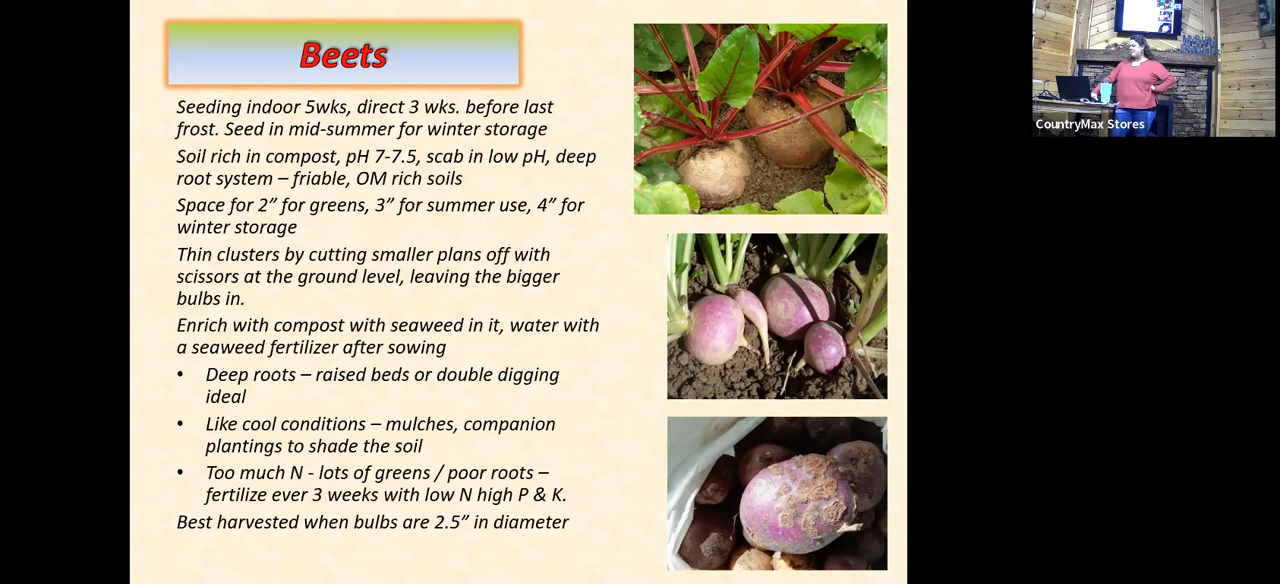 Beets
Seeding indoor 5wks, direct 3 wks. before last
frost. Seed in mid-summer for winter storage
Soil rich in compost, pH 7-7.5, scab in low pH, deep
root system – friable, OM rich soils
Space for 2” for greens, 3” for summer use, 4” for
winter storage
Thin clusters by cutting smaller plans off with
scissors at the ground level, leaving the bigger
bulbs in.
Enrich with compost with seaweed in it, water with
a seaweed fertilizer after sowing
• Deep roots – raised beds or double digging
ideal
• Like cool conditions – mulches, companion
plantings to shade the soil
• Too much N - lots of greens / poor roots –
fertilize ever 3 weeks with low N high P & K.
Best harvested when bulbs are 2.5” in diameter
CountryMax Stores